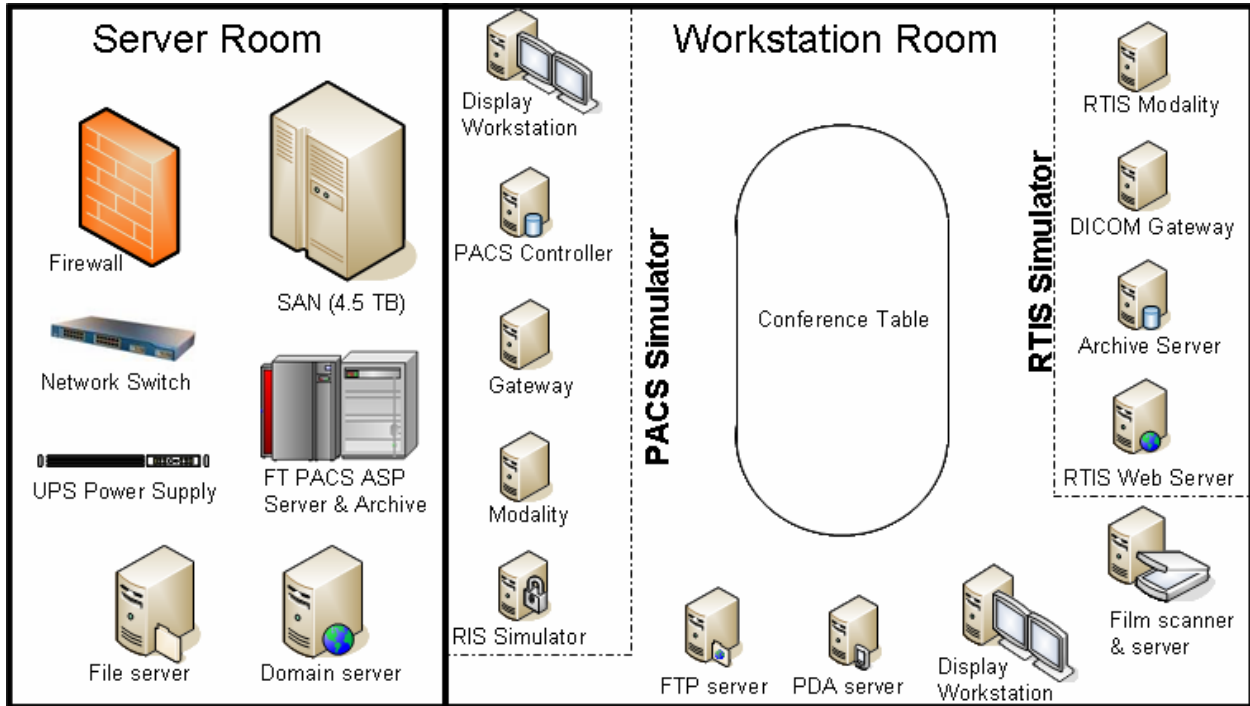 Server Room
Firewall
SAN (4.5 TB)
Network Switch
UPS Power Supply
FT PACS ASP
Server & Archive
File server
Domain server
Workstation Room
Display
Workstation
PACS Controller
Gateway
Modality
RIS Simulator
PACS Simulator
Conference Table
RTIS Simulator
RTIS Modality
DICOM Gateway
Archive Server
RTIS Web Server
FTP server
PDA server
Display
Workstation
Film scanner
& server